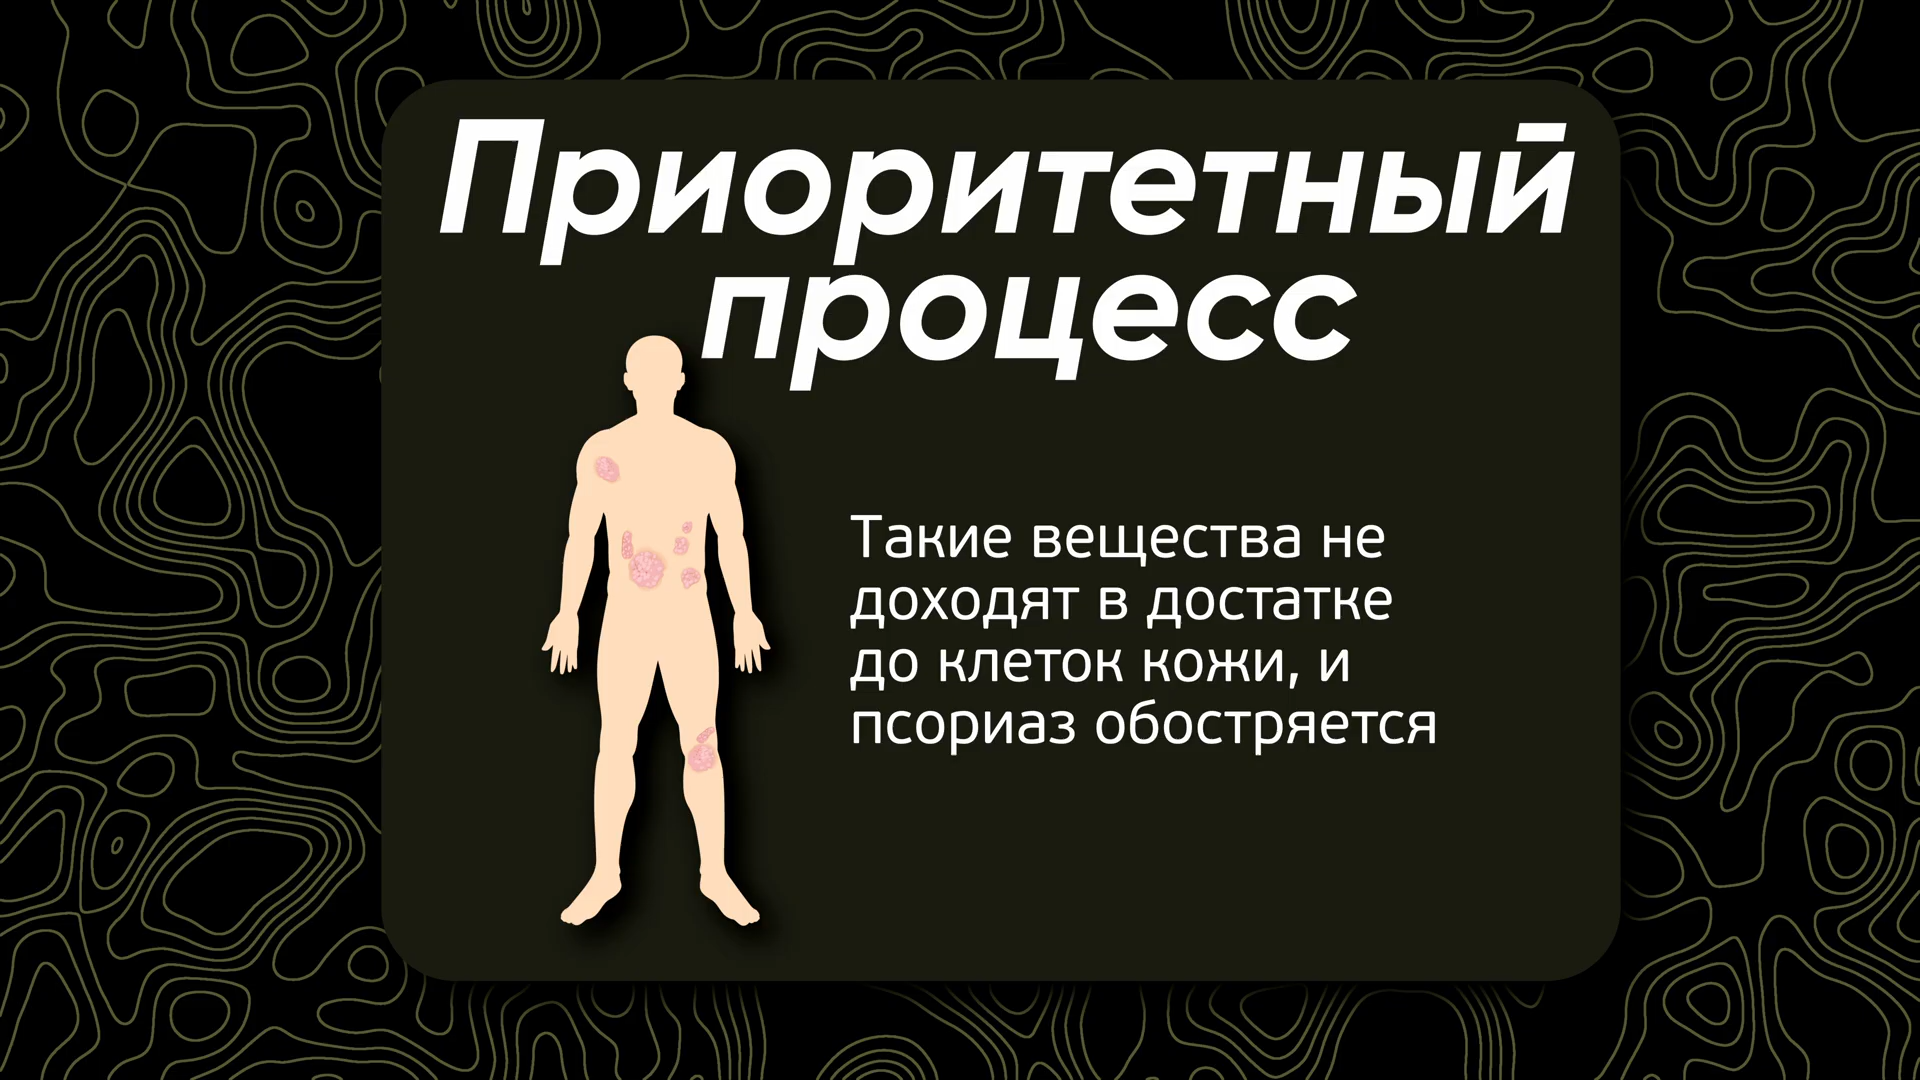 Приоритетный
процесс
Такие вещества не
доходят в достатке
до клеток кожи, и
псориаз обостряется